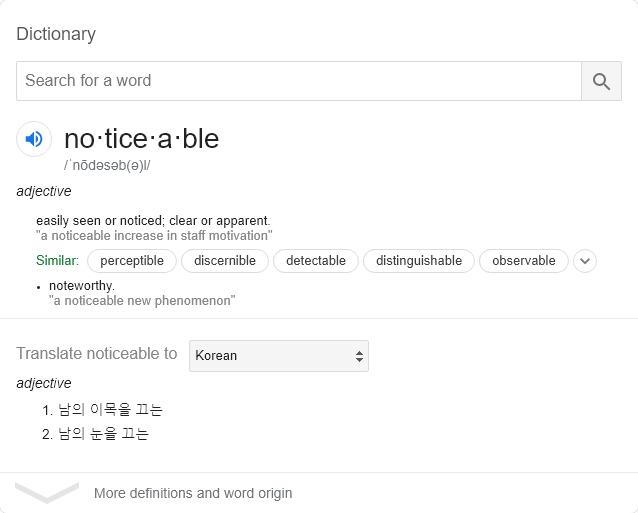 Dictionary
Search for a word
no·tice·a·ble
/ˈnōdəsəb(ə)l/
adjective
easily seen or noticed; clear or apparent.
"a noticeable increase in staff motivation"
Similar: perceptible discernible detectable distinguishable observable
• noteworthy.
"a noticeable new phenomenon"
Translate noticeable to Korean
adjective
1. 남의 이목을 끄는
2. 남의 눈을 끄는
More definitions and word origin